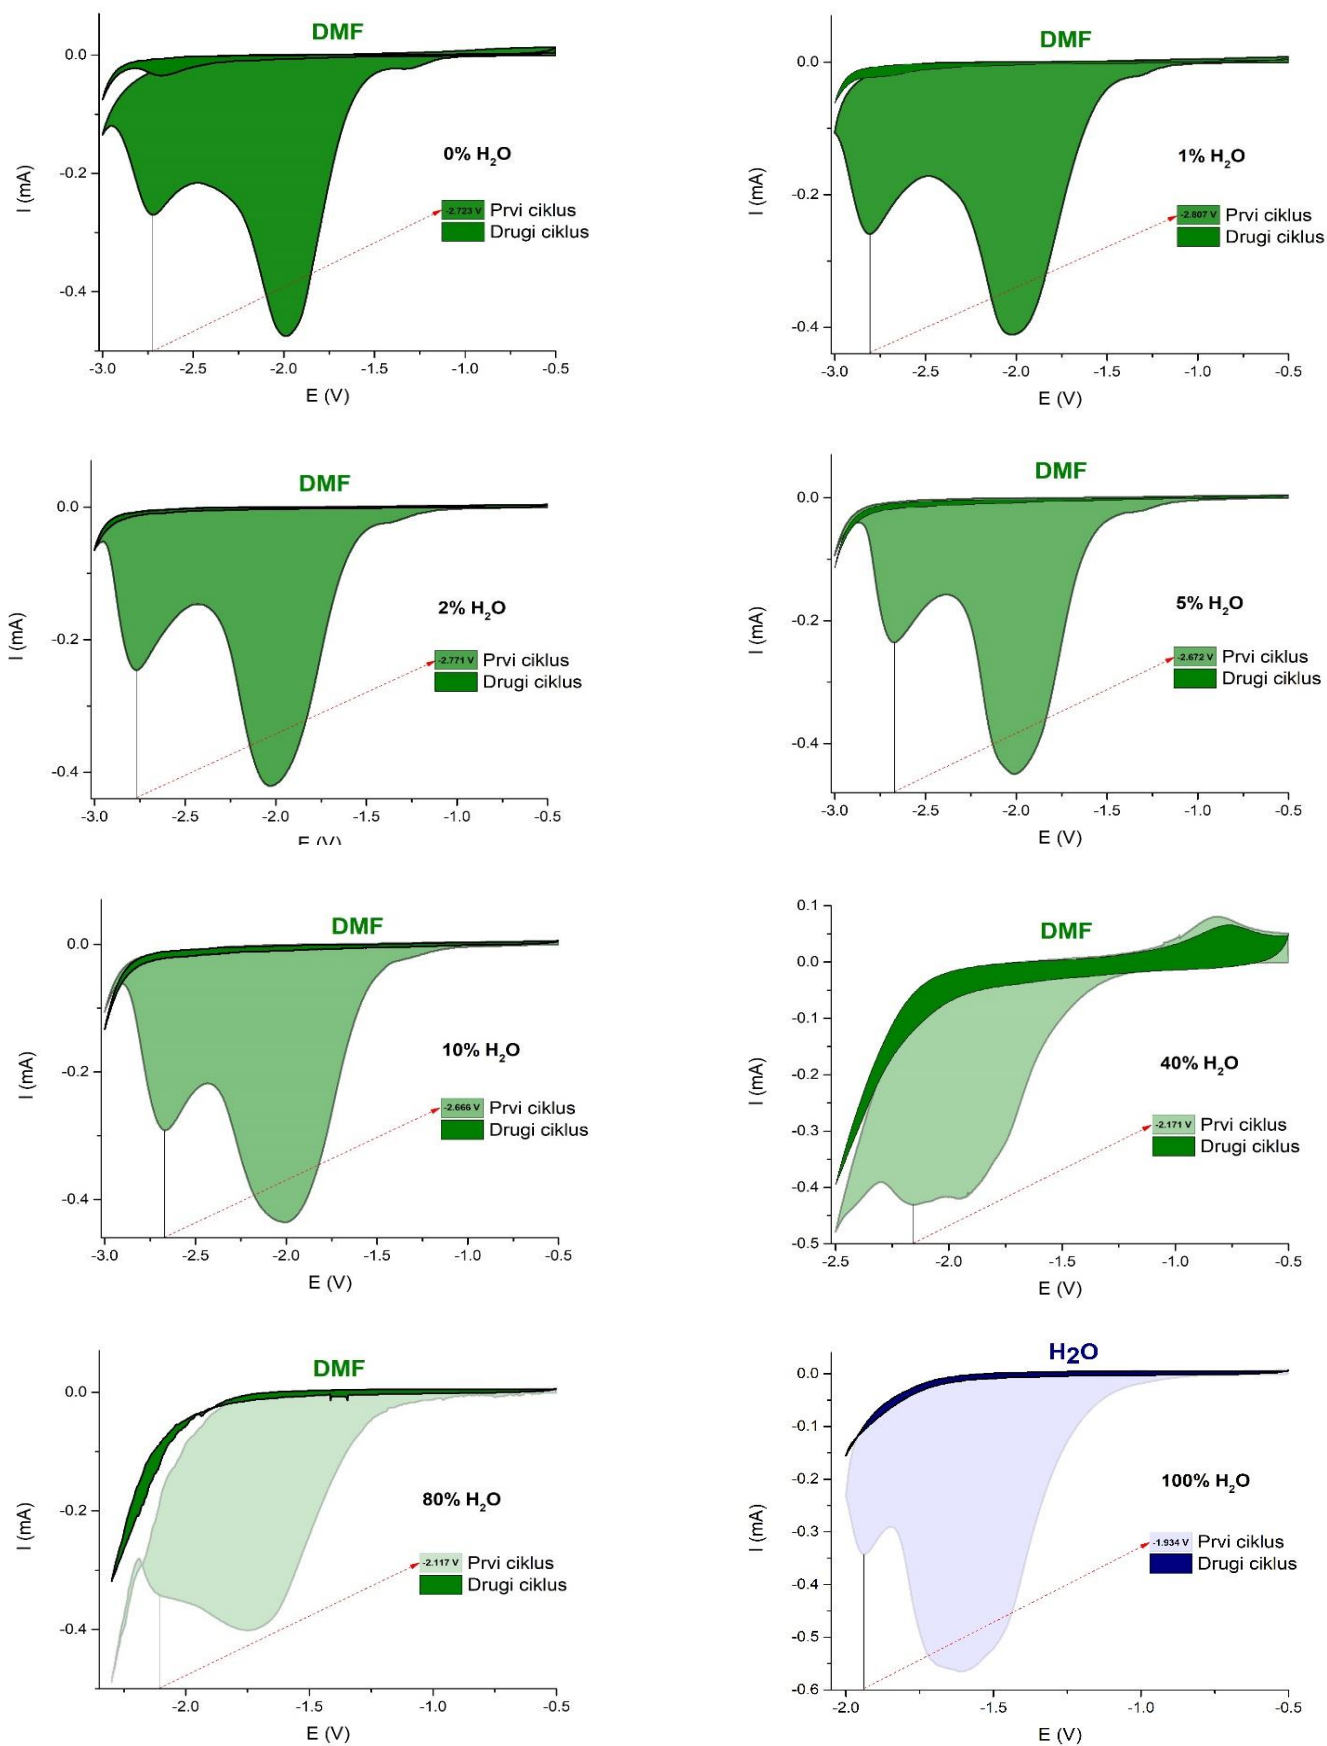 DMF
0.0
-0.2
-0.4
I (mA)
0% H2O
-2.723 V Prvi ciklus
Drugi ciklus
-3.0 -2.5 -2.0 -1.5 -1.0 -0.5
E (V)
DMF
0.0
-0.2
-0.4
I (mA)
1% H2O
-2.807 V Prvi ciklus
Drugi ciklus
-3.0 -2.5 -2.0 -1.5 -1.0 -0.5
E (V)
DMF
0.0
-0.2
-0.4
I (mA)
2% H2O
-2.771 V Prvi ciklus
Drugi ciklus
-3.0 -2.5 -2.0 -1.5 -1.0 -0.5
E (V)
DMF
0.0
-0.2
-0.4
I (mA)
5% H2O
-2.672 V Prvi ciklus
Drugi ciklus
-3.0 -2.5 -2.0 -1.5 -1.0 -0.5
E (V)
DMF
0.0
-0.2
-0.4
I (mA)
10% H2O
-2.666 V Prvi ciklus
Drugi ciklus
-3.0 -2.5 -2.0 -1.5 -1.0 -0.5
E (V)
DMF
0.1
0.0
-0.1
-0.2
-0.3
-0.4
-0.5
I (mA)
40% H2O
-2.171 V Prvi ciklus
Drugi ciklus
-2.5 -2.0 -1.5 -1.0 -0.5
E (V)
DMF
0.0
-0.2
-0.4
I (mA)
80% H2O
-2.117 V Prvi ciklus
Drugi ciklus
-2.0 -1.5 -1.0 -0.5
E (V)
H2O
0.0
-0.1
-0.2
-0.3
-0.4
-0.5
-0.6
I (mA)
100% H2O
-1.934 V Prvi ciklus
Drugi ciklus
-2.0 -1.5 -1.0 -0.5
E (V)